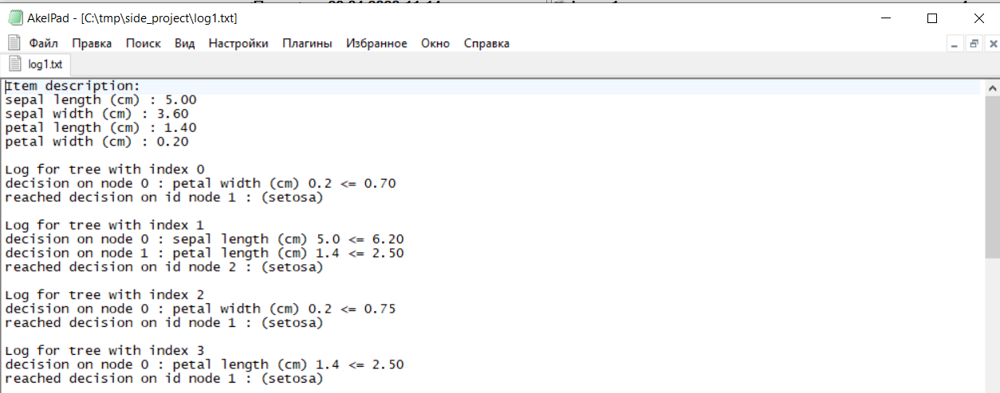 AkelPad - [C:\tmp\side_project\log1.txt]
Файл Правка Поиск Вид Настройки Плагины Избранное Окно Справка
log1.txt
Item description:
sepal length (cm) : 5.00
sepal width (cm) : 3.60
petal length (cm) : 1.40
petal width (cm) : 0.20
Log for tree with index 0
decision on node 0 : petal width (cm) 0.2 <= 0.70
reached decision on id node 1 : (setosa)
Log for tree with index 1
decision on node 0 : sepal length (cm) 5.0 <= 6.20
decision on node 1 : petal length (cm) 1.4 <= 2.50
reached decision on id node 2 : (setosa)
Log for tree with index 2
decision on node 0 : petal width (cm) 0.2 <= 0.75
reached decision on id node 1 : (setosa)
Log for tree with index 3
decision on node 0 : petal length (cm) 1.4 <= 2.50
reached decision on id node 1 : (setosa)